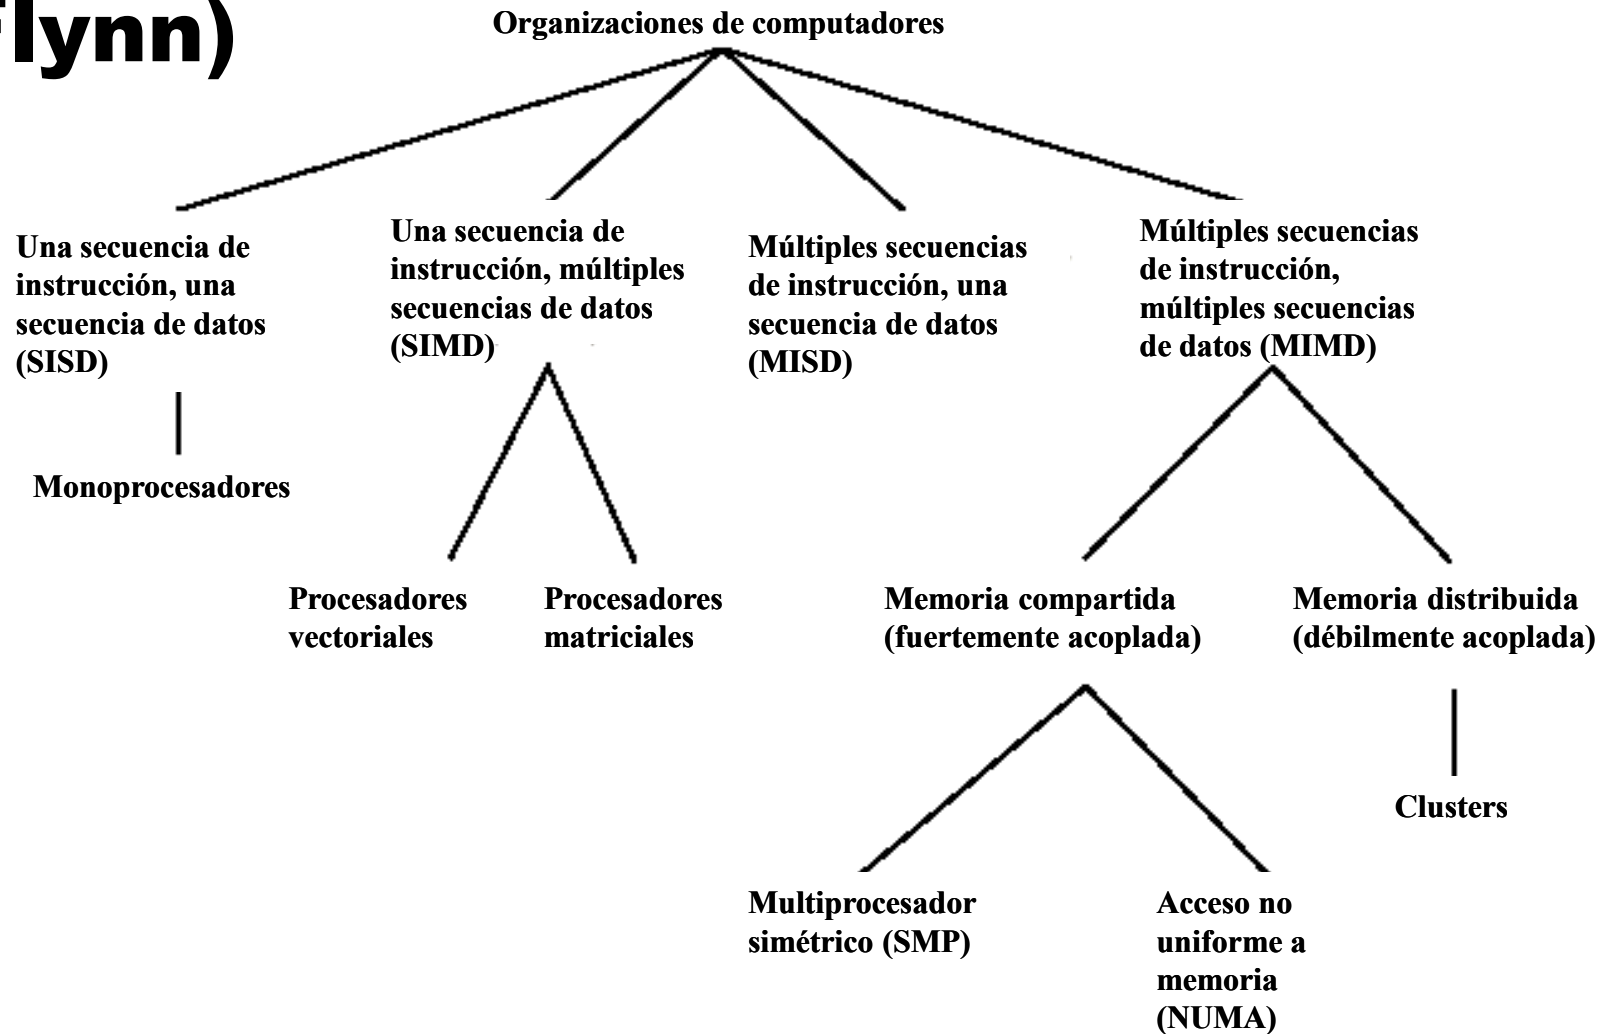 Flynn)
Organizaciones de computadores
Una secuencia de
instrucción, una
secuencia de datos
(SISD)
Una secuencia de
instrucción, múltiples
secuencias de datos
(SIMD)
Múltiples secuencias
de instrucción, una
secuencia de datos
(MISD)
Múltiples secuencias
de instrucción,
múltiples secuencias
de datos (MIMD)
Monoprocesadores
Procesadores
vectoriales
Procesadores
matriciales
Memoria compartida
(fuertemente acoplada)
Memoria distribuida
(débilmente acoplada)
Clusters
Multiprocesador
simétrico (SMP)
Acceso no
uniforme a
memoria
(NUMA)